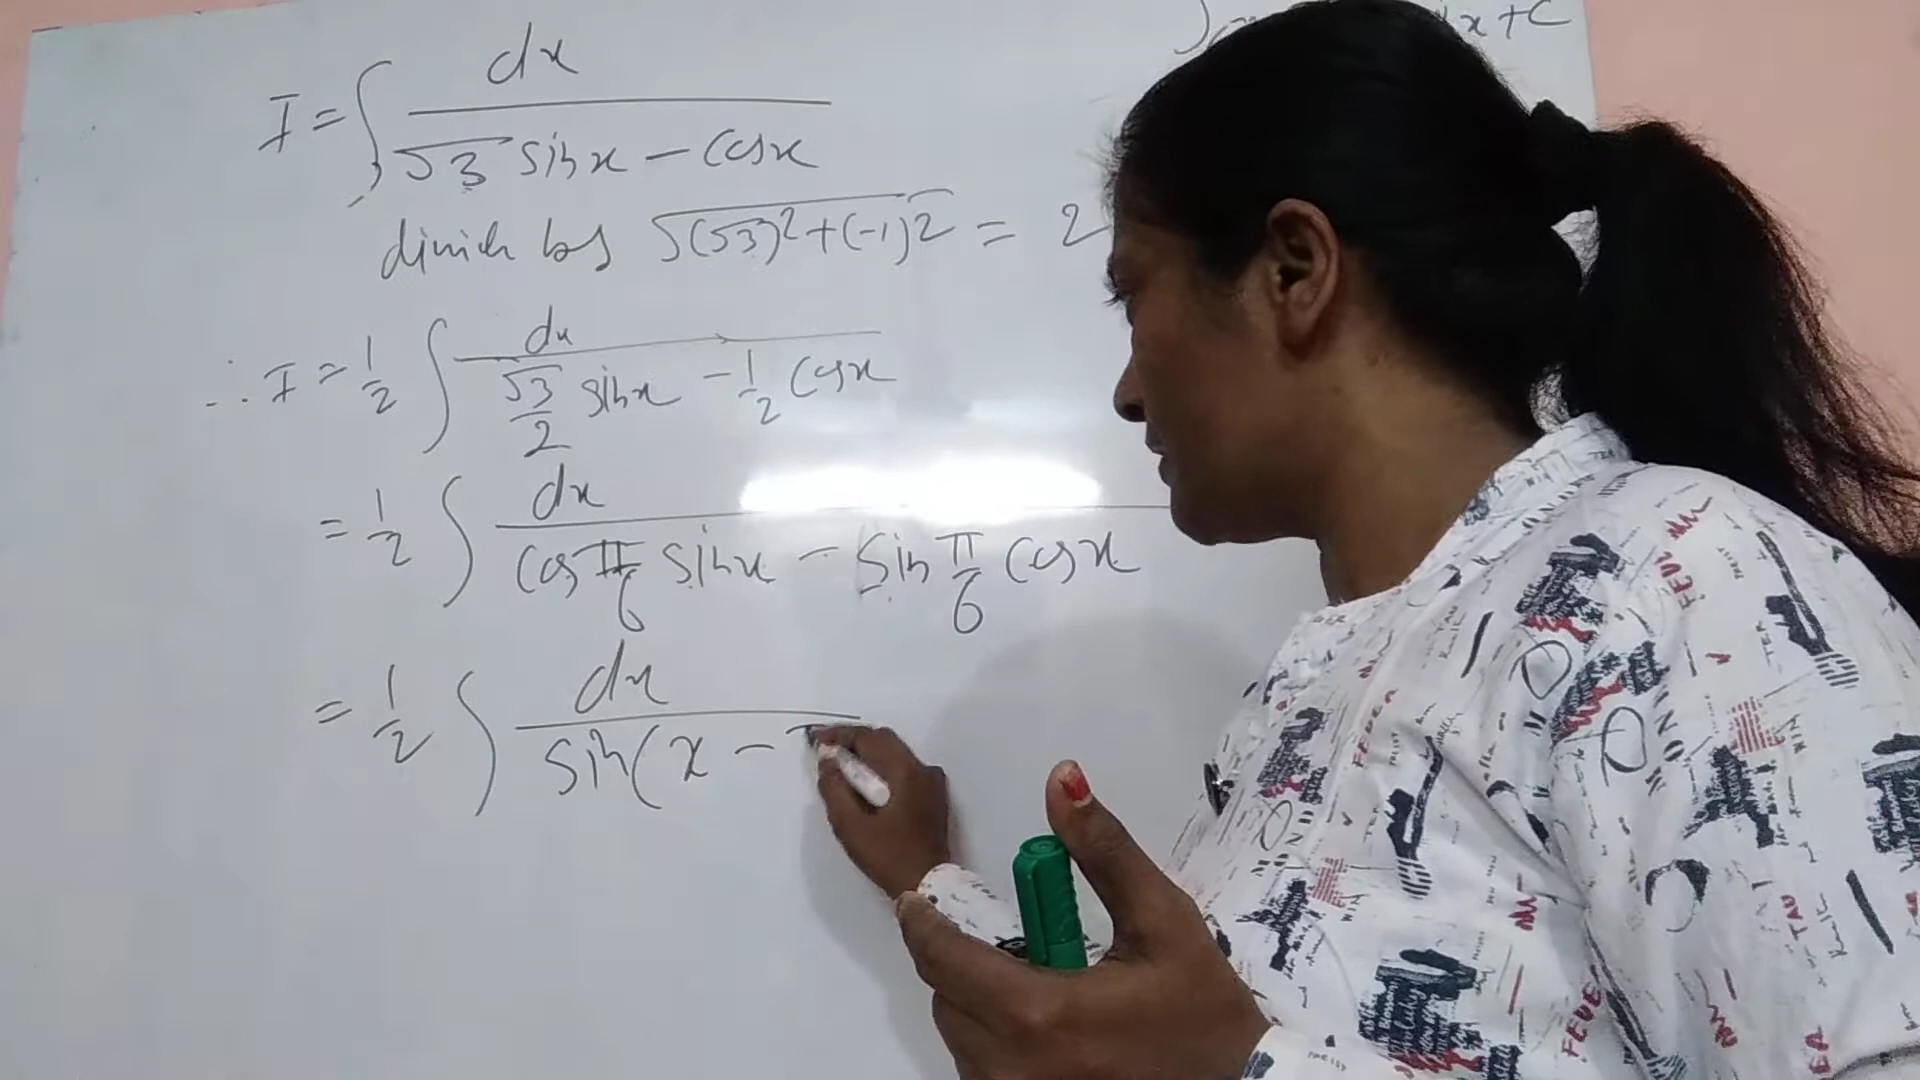 x + C
I = ∫ dx / (√3 sin x - cos x)
divide by √((√3)² + (-1)²) = 2
∴ I = 1/2 ∫ dx / (√3/2 sin x - 1/2 cos x)
= 1/2 ∫ dx / (cos π/6 sin x - sin π/6 cos x)
= 1/2 ∫ dx / sin(x -